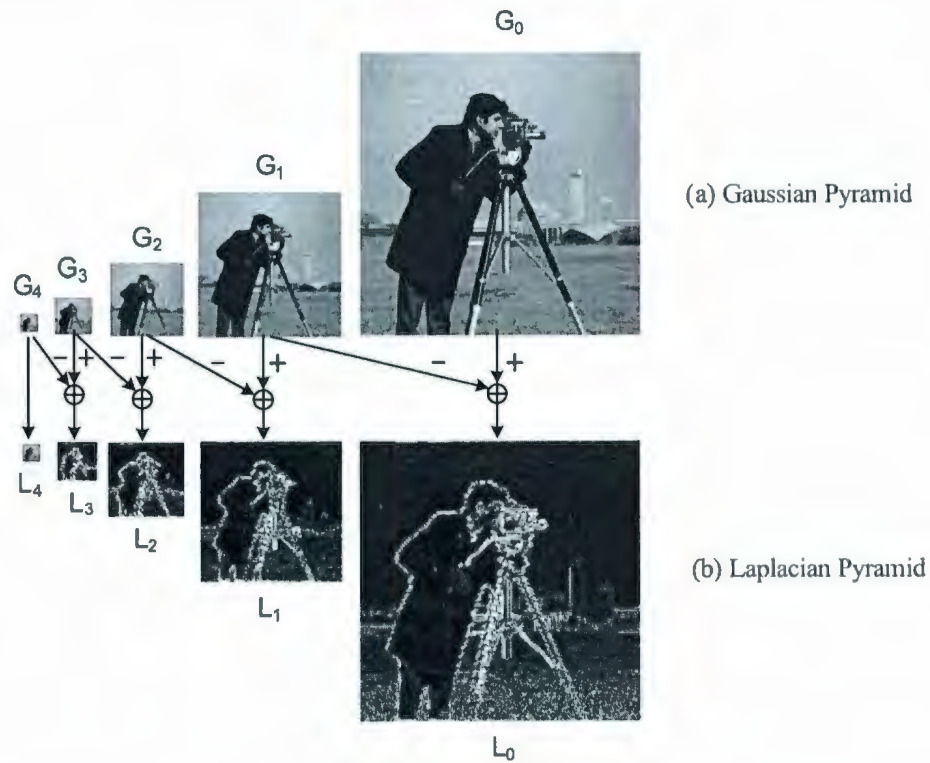 G₀
G₁
(a) Gaussian Pyramid
G₂
G₃
G₄
− + − + − + − +
L₄
L₃
L₂
L₁
(b) Laplacian Pyramid
L₀